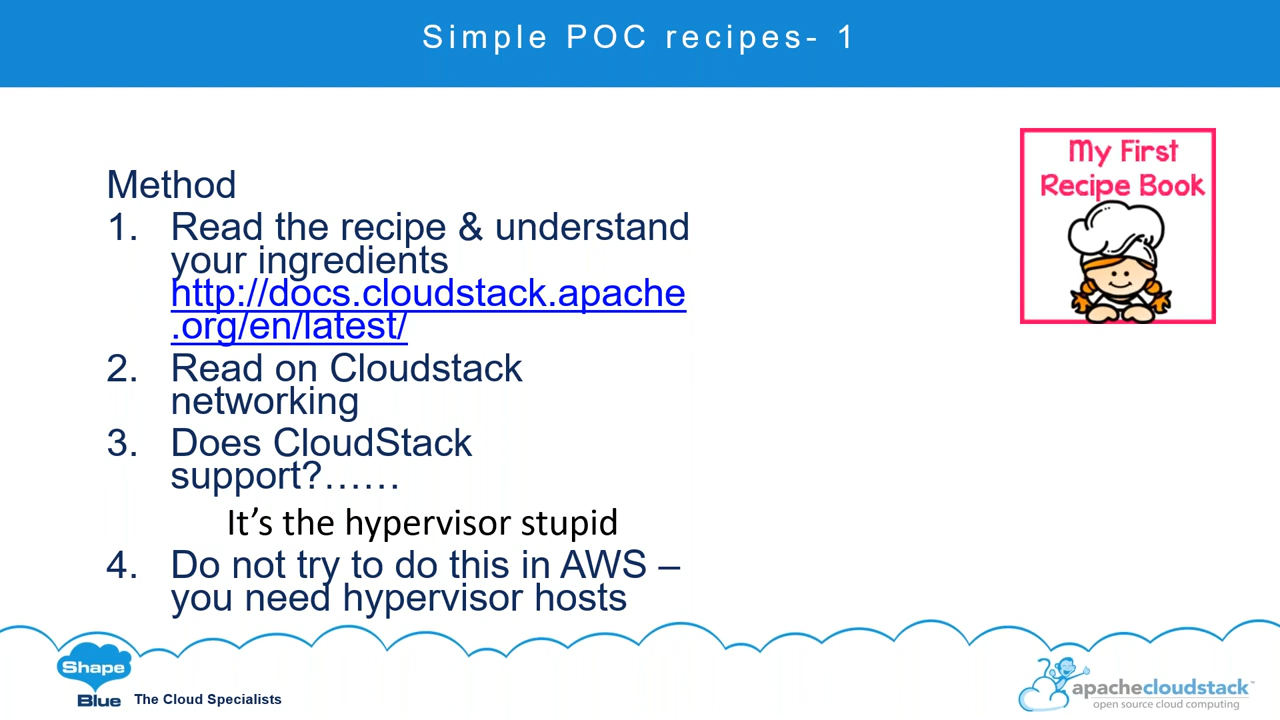 Simple POC recipes- 1
My First
Recipe Book
Method
1. Read the recipe & understand
your ingredients
http://docs.cloudstack.apache
.org/en/latest/
2. Read on Cloudstack
networking
3. Does CloudStack
support?......
It's the hypervisor stupid
4. Do not try to do this in AWS –
you need hypervisor hosts
Shape
Blue
The Cloud Specialists
apachecloudstack™
open source cloud computing